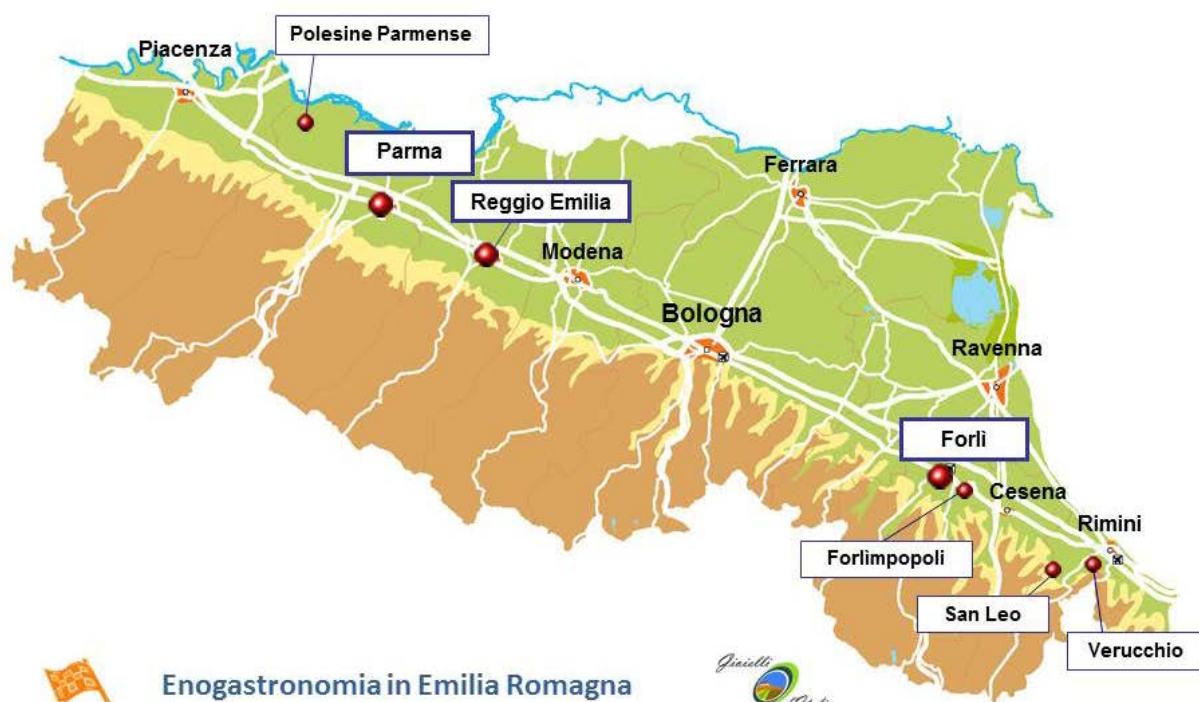 Polesine Parmense
Piacenza
Parma
Ferrara
Reggio Emilia
Modena
Bologna
Ravenna
Forlì
Cesena
Rimini
Forlimpopoli
San Leo
Verucchio
Enogastronomia in Emilia Romagna
Gioielli